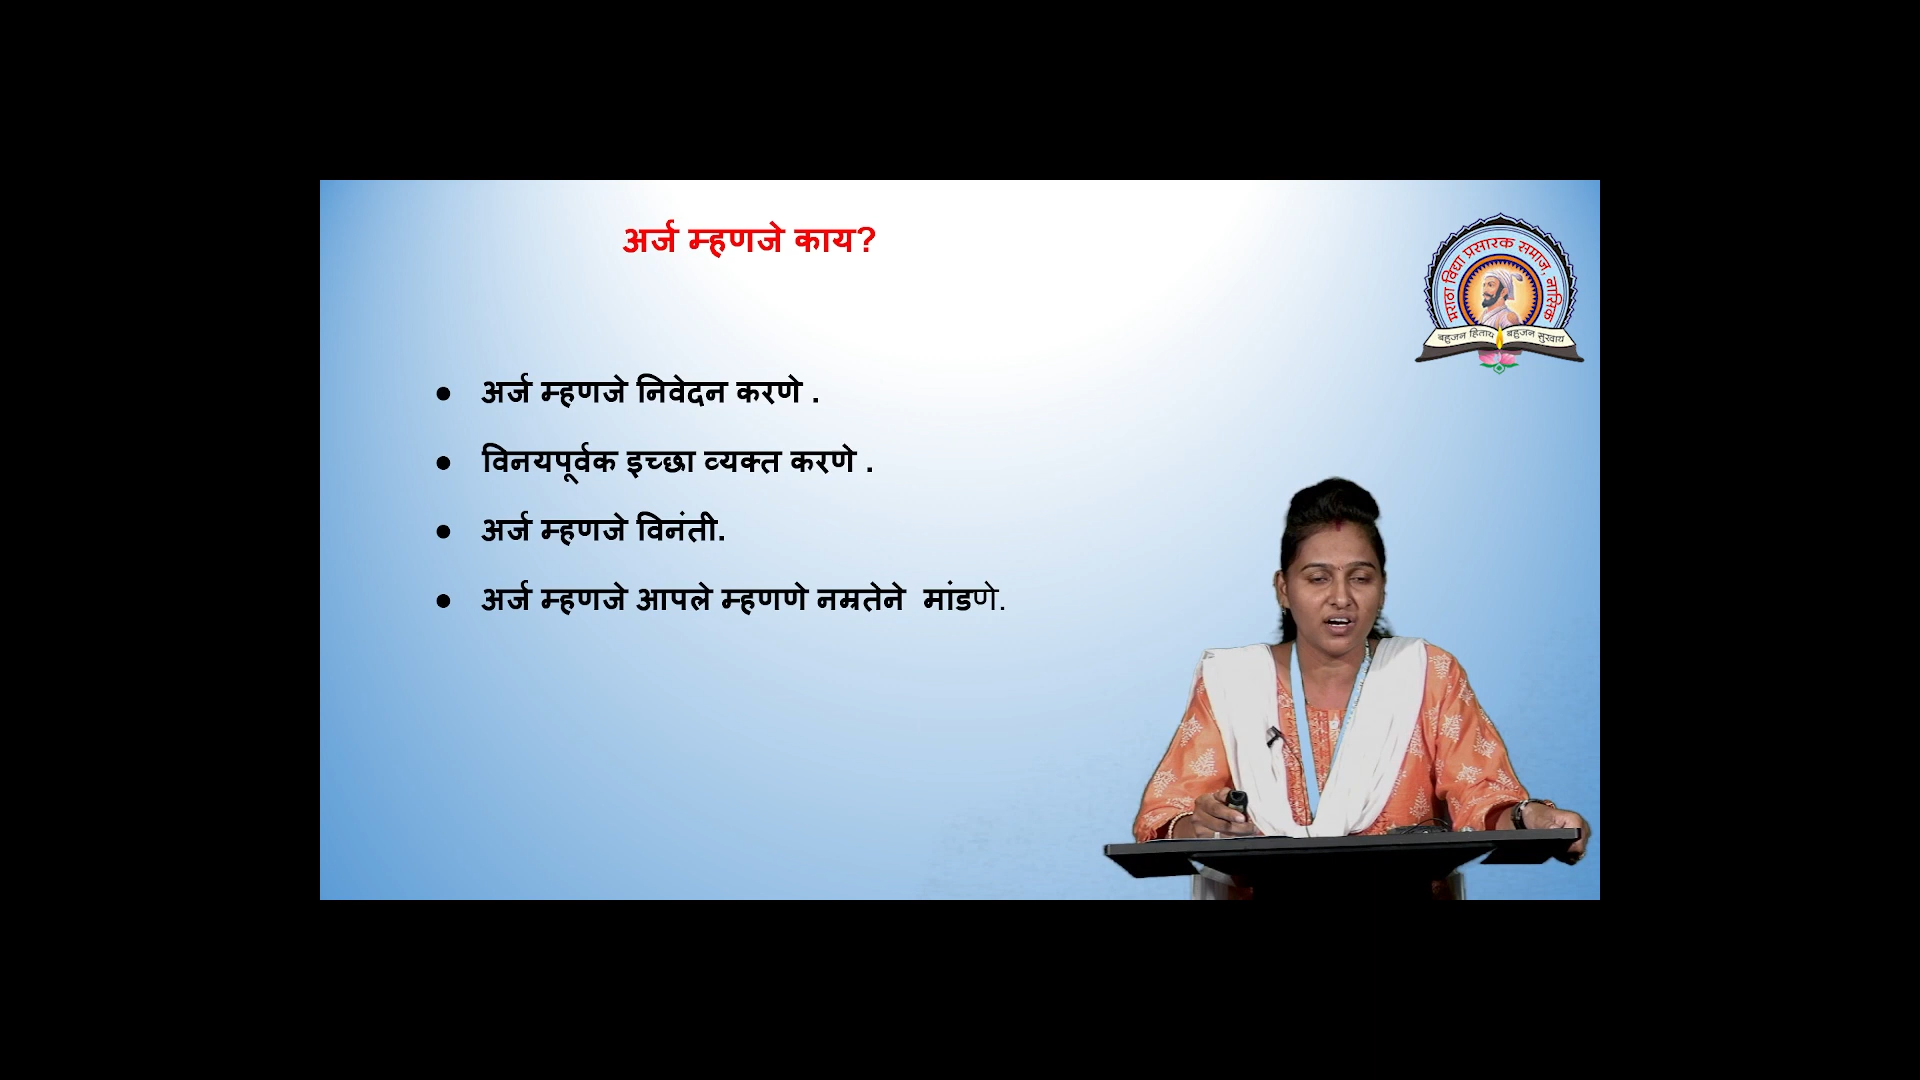 अर्ज म्हणजे काय?
मराठा विद्या प्रसारक समाज, नासिक
बहुजन हिताय बहुजन सुखाय
● अर्ज म्हणजे निवेदन करणे .
● विनयपूर्वक इच्छा व्यक्त करणे .
● अर्ज म्हणजे विनंती.
● अर्ज म्हणजे आपले म्हणणे नम्रतेने  मांडणे.